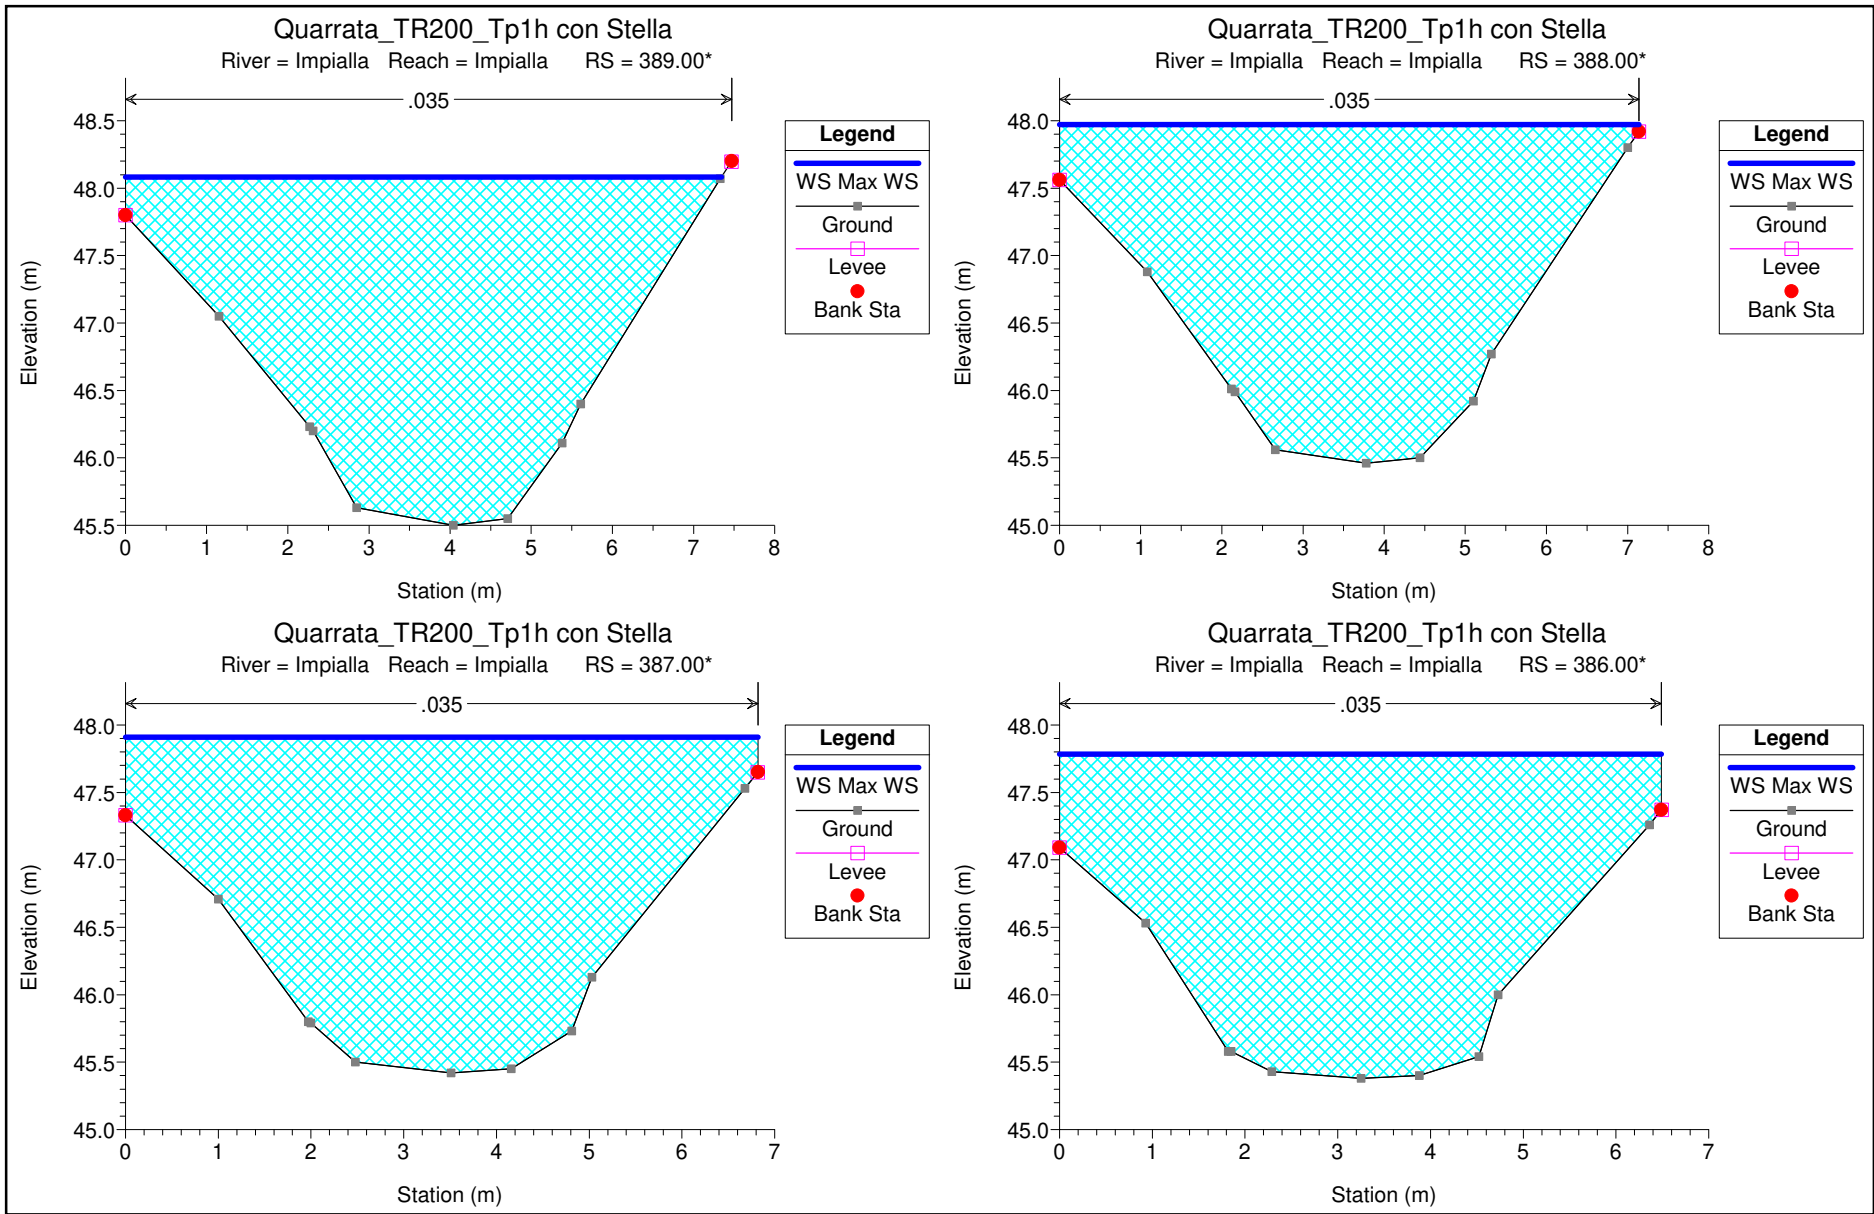 Quarrata_TR200_Tp1h con Stella
River = Impialla Reach = Impialla RS = 389.00*
.035
48.5
48.0
47.5
47.0
46.5
46.0
45.5
0 1 2 3 4 5 6 7 8
Station (m)
Elevation (m)
Legend
WS Max WS
Ground
Levee
Bank Sta
Quarrata_TR200_Tp1h con Stella
River = Impialla Reach = Impialla RS = 388.00*
.035
48.0
47.5
47.0
46.5
46.0
45.5
45.0
0 1 2 3 4 5 6 7 8
Station (m)
Elevation (m)
Legend
WS Max WS
Ground
Levee
Bank Sta
Quarrata_TR200_Tp1h con Stella
River = Impialla Reach = Impialla RS = 387.00*
.035
48.0
47.5
47.0
46.5
46.0
45.5
45.0
0 1 2 3 4 5 6 7
Station (m)
Elevation (m)
Legend
WS Max WS
Ground
Levee
Bank Sta
Quarrata_TR200_Tp1h con Stella
River = Impialla Reach = Impialla RS = 386.00*
.035
48.0
47.5
47.0
46.5
46.0
45.5
45.0
0 1 2 3 4 5 6 7
Station (m)
Elevation (m)
Legend
WS Max WS
Ground
Levee
Bank Sta